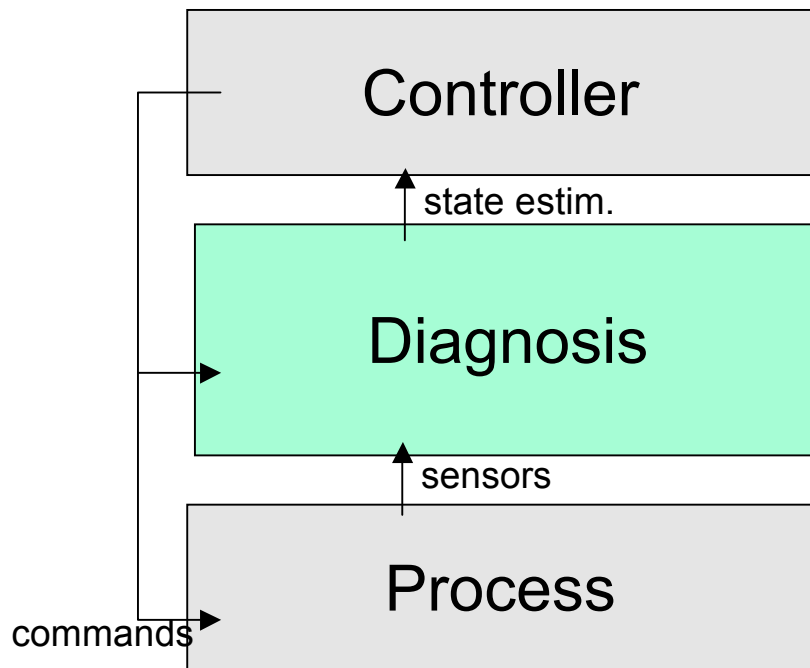 Controller
state estim.
Diagnosis
sensors
Process
commands